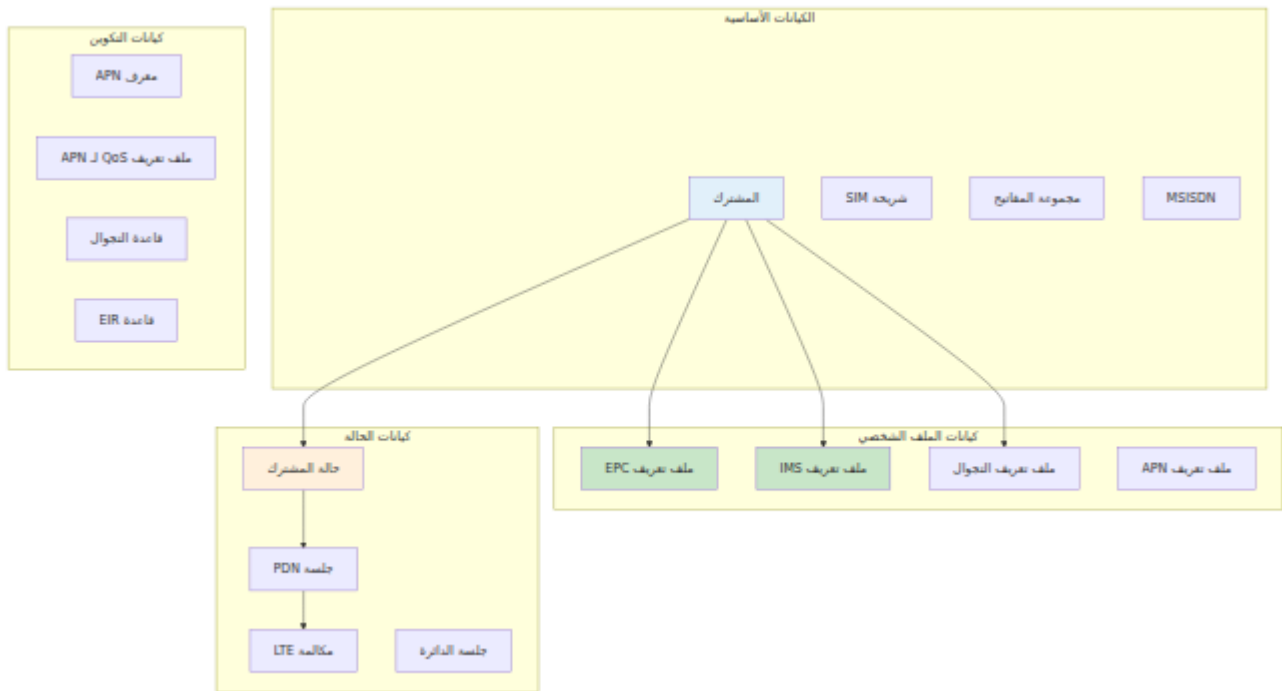 الكيانات الأساسية
المشترك
شريحة SIM
مجموعة المفاتيح
MSISDN
كيانات التكوين
معرف APN
ملف تعريف QoS لـ APN
قاعدة التجوال
قاعدة EIR
كيانات الحالة
حالة المشترك
جلسة PDN
مكالمة LTE
جلسة الدائرة
كيانات الملف الشخصي
ملف تعريف EPC
ملف تعريف IMS
ملف تعريف التجوال
ملف تعريف APN